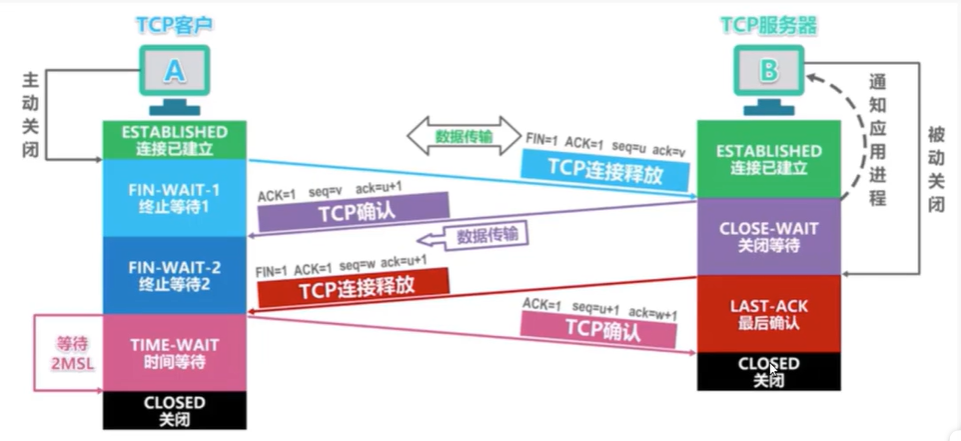 TCP客户
TCP服务器
A
B
主动关闭
通知应用进程
被动关闭
ESTABLISHED
连接已建立
数据传输
FIN=1 ACK=1 seq=u ack=v
TCP连接释放
ESTABLISHED
连接已建立
FIN-WAIT-1
终止等待1
ACK=1 seq=v ack=u+1
TCP确认
CLOSE-WAIT
关闭等待
数据传输
FIN-WAIT-2
终止等待2
FIN=1 ACK=1 seq=w ack=u+1
TCP连接释放
ACK=1 seq=u+1 ack=w+1
TCP确认
LAST-ACK
最后确认
等待
2MSL
TIME-WAIT
时间等待
CLOSED
关闭
CLOSED
关闭